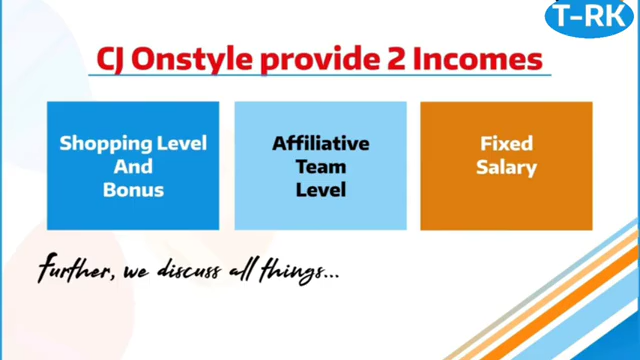 T-RK
CJ Onstyle provide 2 Incomes
Shopping Level
And
Bonus
Affiliative
Team
Level
Fixed
Salary
Further, we discuss all things...